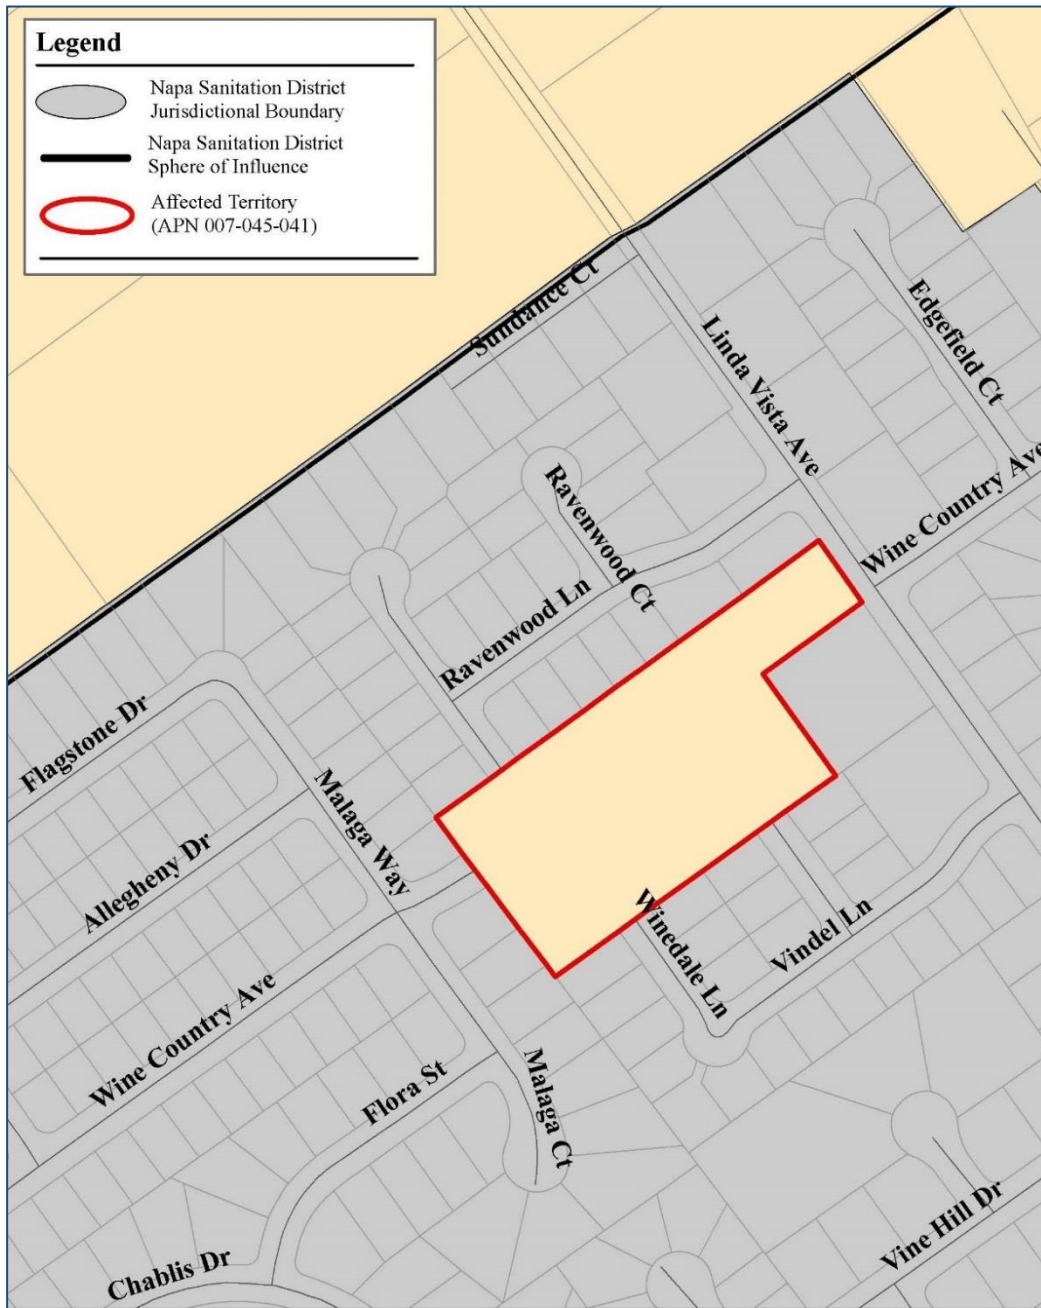 Legend
Napa Sanitation District
Jurisdictional Boundary
Napa Sanitation District
Sphere of Influence
Affected Territory
(APN 007-045-041)
Sundance Ct
Edgefield Ct
Linda Vista Ave
Wine Country Ave
Ravenwood Ct
Ravenwood Ln
Flagstone Dr
Malaga Way
Allegheny Dr
Winedale Ln
Vindel Ln
Wine Country Ave
Flora St
Malaga Ct
Vine Hill Dr
Chablis Dr